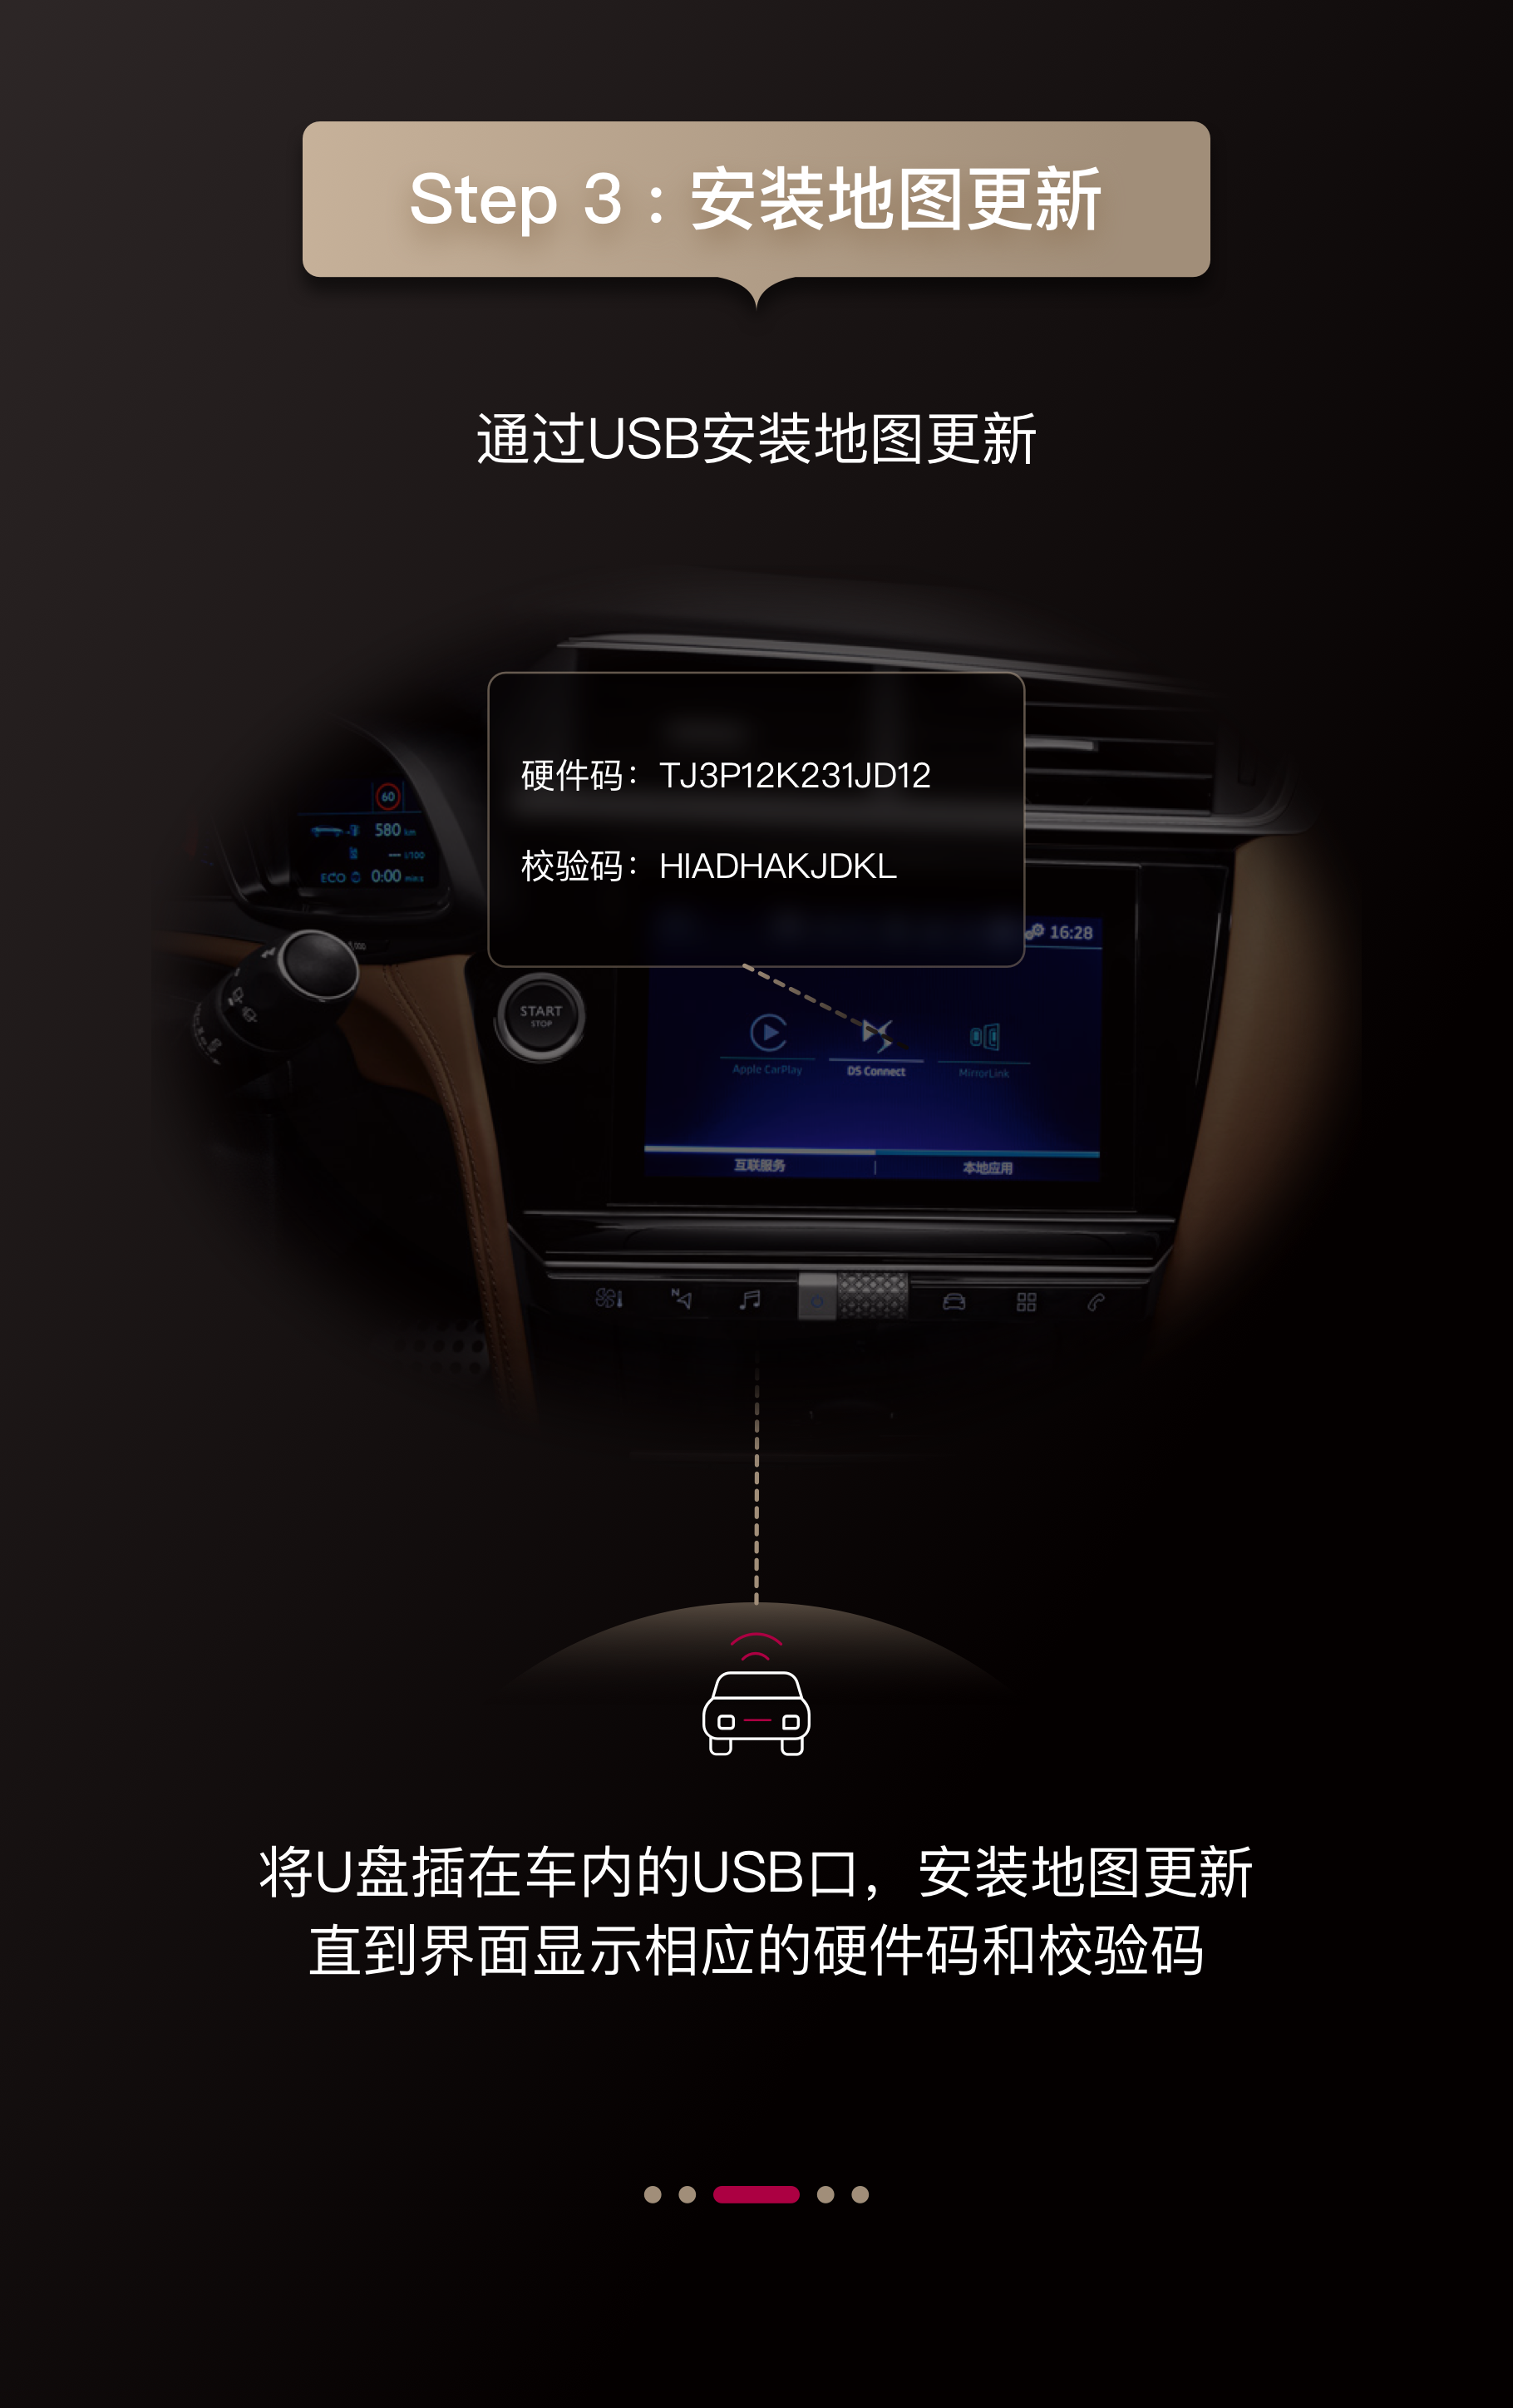 Step 3：安装地图更新
通过USB安装地图更新
硬件码：TJ3P12K231JD12
校验码：HIADHAKJDKL
60
580 km
--- l/100
ECO 0:00 min:s
16:28
START
STOP
Apple CarPlay
DS Connect
MirrorLink
互联服务
本地应用
N
将U盘插在车内的USB口，安装地图更新
直到界面显示相应的硬件码和校验码